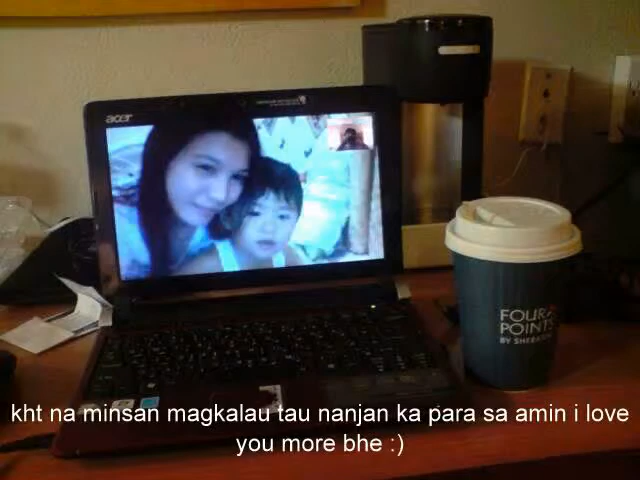 acer
FOUR
POINTS
BY SHERATON
kht na minsan magkalau tau nanjan ka para sa amin i love
you more bhe :)